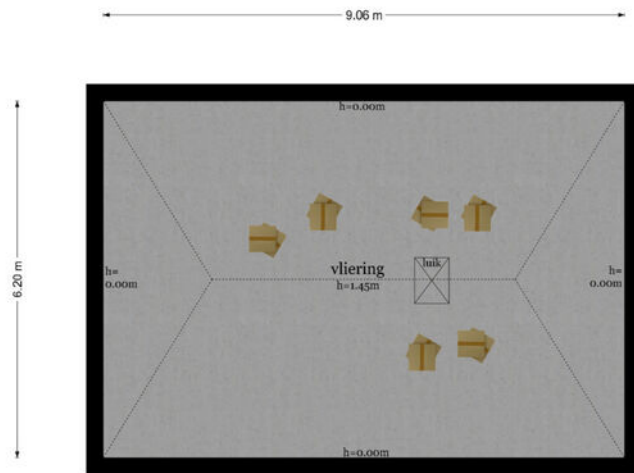 9.06 m
6.20 m
h=0.00m
h=
0.00m
vliering
h=1.45m
luik
h=
0.00m
h=0.00m